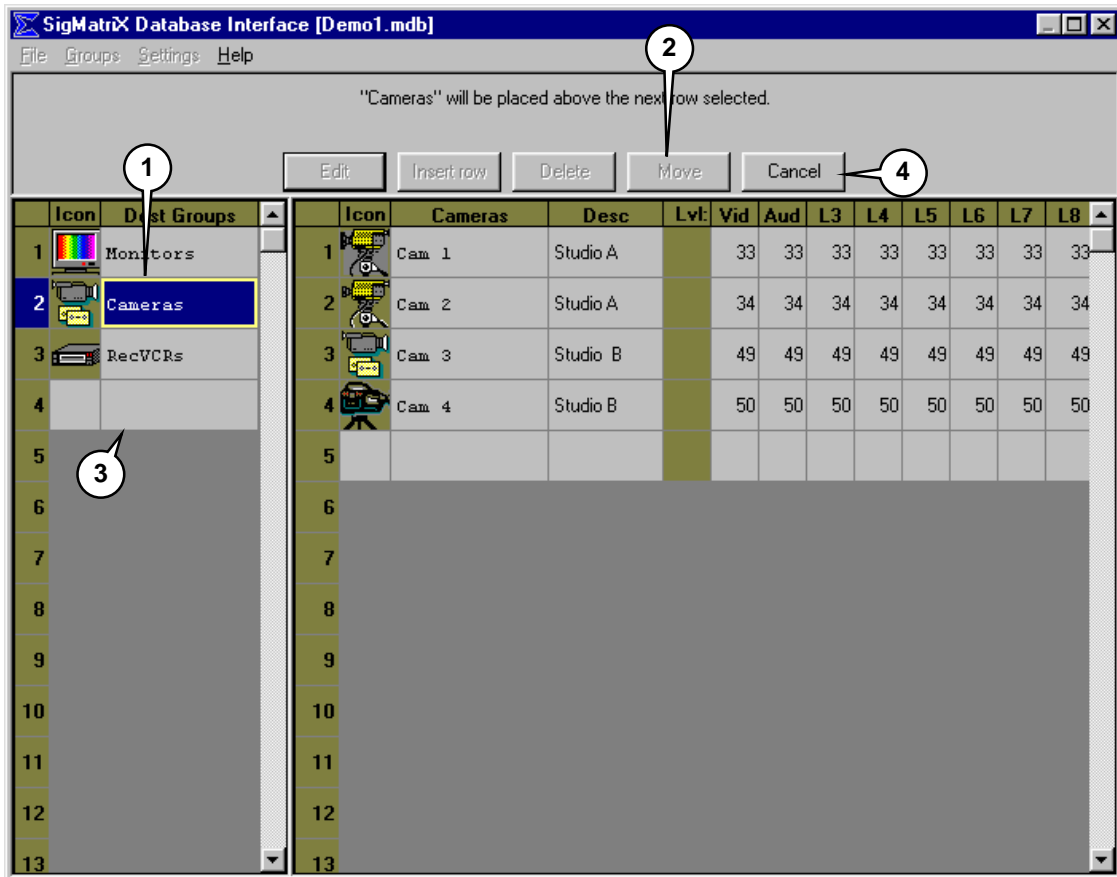 SigMatriX Database Interface [Demo1.mdb]
File Groups Settings Help
2
"Cameras" will be placed above the next row selected.
1
Edit Insert row Delete Move Cancel
4
Icon Dest Groups
1 Monitors
2 Cameras
3 RecVCRs
4
3
5
6
7
8
9
10
11
12
13
Icon Cameras Desc Lvl: Vid Aud L3 L4 L5 L6 L7 L8
1 Cam 1 Studio A 33 33 33 33 33 33 33 33
2 Cam 2 Studio A 34 34 34 34 34 34 34 34
3 Cam 3 Studio B 49 49 49 49 49 49 49 49
4 Cam 4 Studio B 50 50 50 50 50 50 50 50
5
6
7
8
9
10
11
12
13